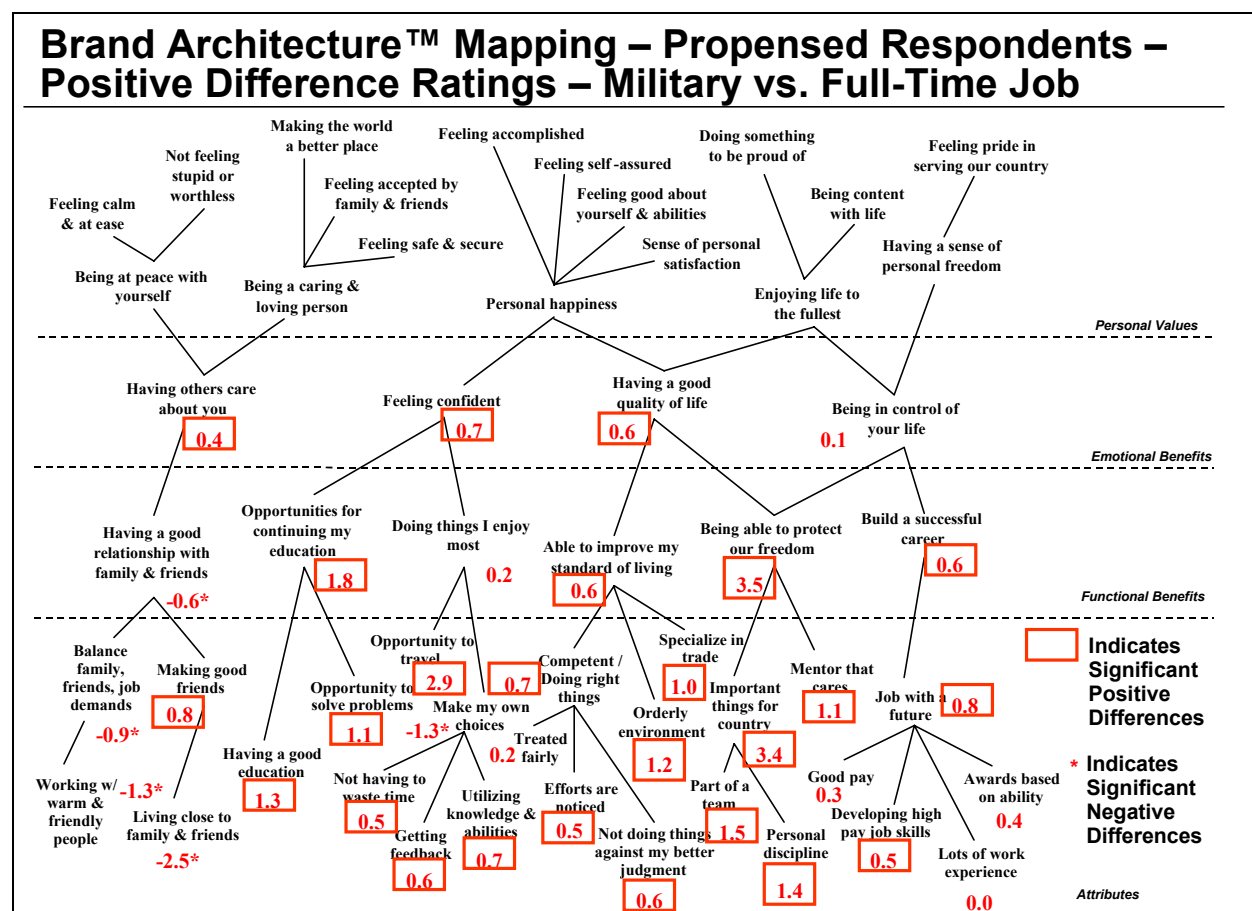 Brand Architecture™ Mapping – Propensed Respondents –
Positive Difference Ratings – Military vs. Full-Time Job
Making the world
a better place
Feeling accomplished
Doing something
to be proud of
Feeling pride in
serving our country
Not feeling
stupid or
worthless
Feeling self -assured
Feeling accepted by
family & friends
Feeling good about
yourself & abilities
Being content
with life
Feeling calm
& at ease
Feeling safe & secure
Sense of personal
satisfaction
Having a sense of
personal freedom
Being at peace with
yourself
Being a caring &
loving person
Personal happiness
Enjoying life to
the fullest
Personal Values
Having others care
about you
0.4
Feeling confident
0.7
Having a good
quality of life
0.6
Being in control of
your life
0.1
Emotional Benefits
Having a good
relationship with
family & friends
-0.6*
Opportunities for
continuing my
education
1.8
Doing things I enjoy
most
0.2
Able to improve my
standard of living
0.6
Being able to protect
our freedom
3.5
Build a successful
career
0.6
Functional Benefits
Balance
family,
friends, job
demands
-0.9*
Making good
friends
0.8
Working w/
warm &
friendly
people
-1.3*
Living close to
family & friends
-2.5*
Having a good
education
1.3
Opportunity to
solve problems
1.1
Opportunity to
travel
2.9
Make my own
choices
-1.3*
Not having to
waste time
0.5
Getting
feedback
0.6
Utilizing
knowledge &
abilities
0.7
Competent /
Doing right
things
0.7
Treated
fairly
0.2
Efforts are
noticed
0.5
Not doing things
against my better
judgment
0.6
Orderly
environment
1.2
Specialize in
trade
1.0
Important
things for
country
3.4
Mentor that
cares
1.1
Part of a
team
1.5
Personal
discipline
1.4
Job with a
future
0.8
Good pay
0.3
Developing high
pay job skills
0.5
Lots of work
experience
0.0
Awards based
on ability
0.4
Indicates
Significant
Positive
Differences
* Indicates
Significant
Negative
Differences
Attributes